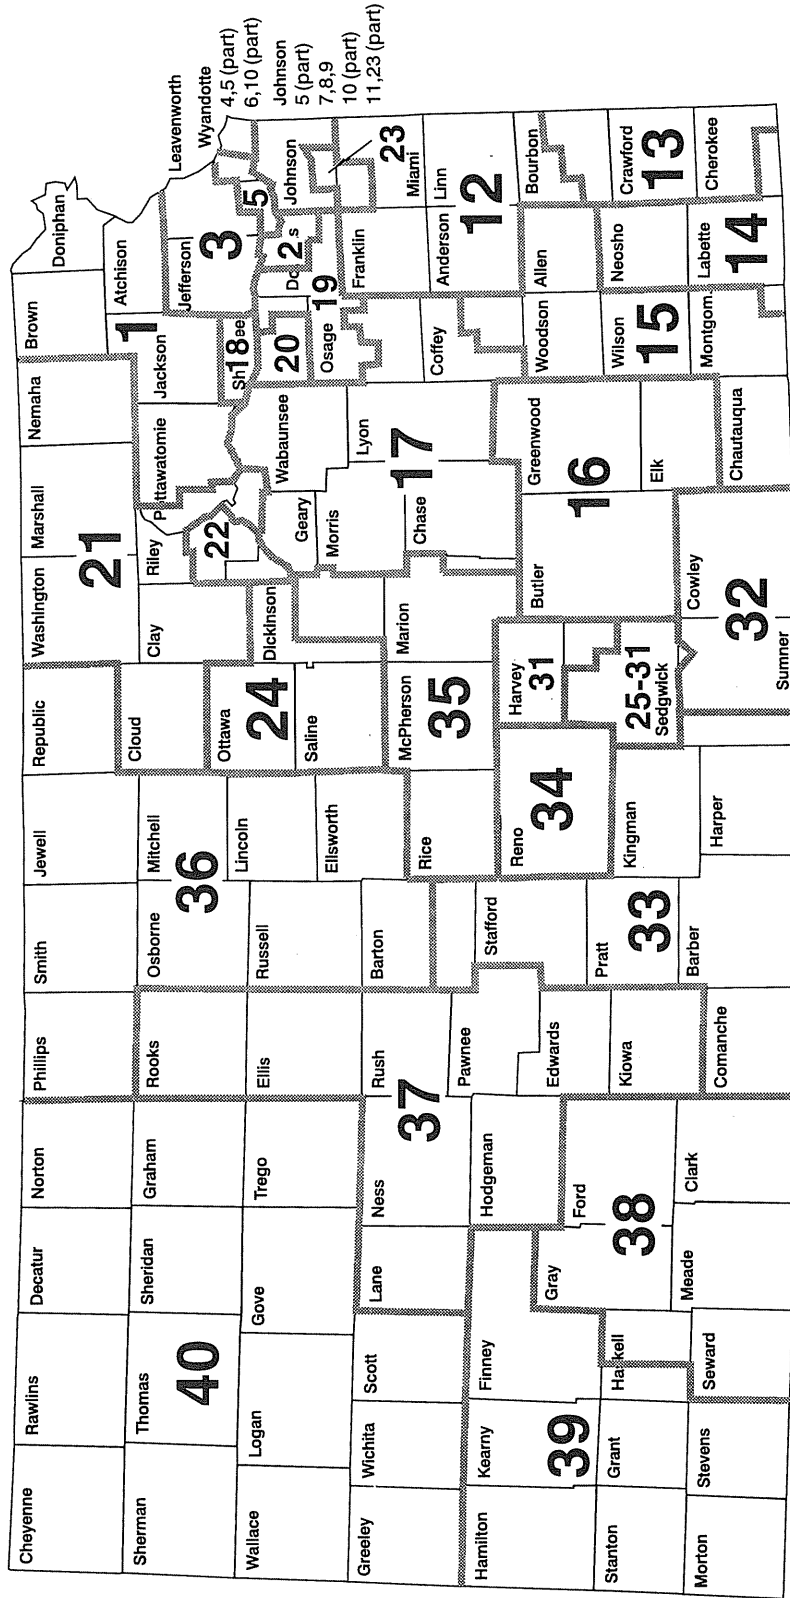 Cheyenne
Rawlins
Decatur
Norton
Phillips
Smith
Jewell
Republic
Washington
Marshall
Nemaha
Brown
Doniphan
21
1
Atchison
Leavenworth
Wyandotte
4,5 (part)
6,10 (part)
Johnson
5 (part)
7,8,9
10 (part)
11,23 (part)
Sherman
Thomas
Sheridan
Graham
Rooks
Osborne
Mitchell
Cloud
Clay
Riley
Pottawatomie
Jackson
Jefferson
40
36
Lincoln
Ottawa
22
Sh
ee
18
3
5
Wallace
Logan
Gove
Trego
Ellis
Russell
Ellsworth
Saline
24
Dickinson
Geary
Wabaunsee
20
Do
s
2
19
Johnson
Greeley
Wichita
Scott
Lane
Ness
Rush
Barton
Rice
McPherson
35
Marion
Morris
Chase
Lyon
17
Osage
Franklin
23
Miami
37
Pawnee
Stafford
Coffey
Anderson
Linn
12
Hamilton
Kearny
Finney
Hodgeman
Edwards
Reno
34
Harvey
31
Butler
Greenwood
16
Woodson
Allen
Bourbon
39
Gray
Ford
38
Kiowa
Pratt
33
Kingman
25-31
Sedgwick
Elk
Wilson
15
Neosho
Crawford
13
Stanton
Grant
Haskell
Meade
Clark
Comanche
Barber
Harper
Sumner
32
Cowley
Chautauqua
Montgom.
Labette
14
Cherokee
Morton
Stevens
Seward